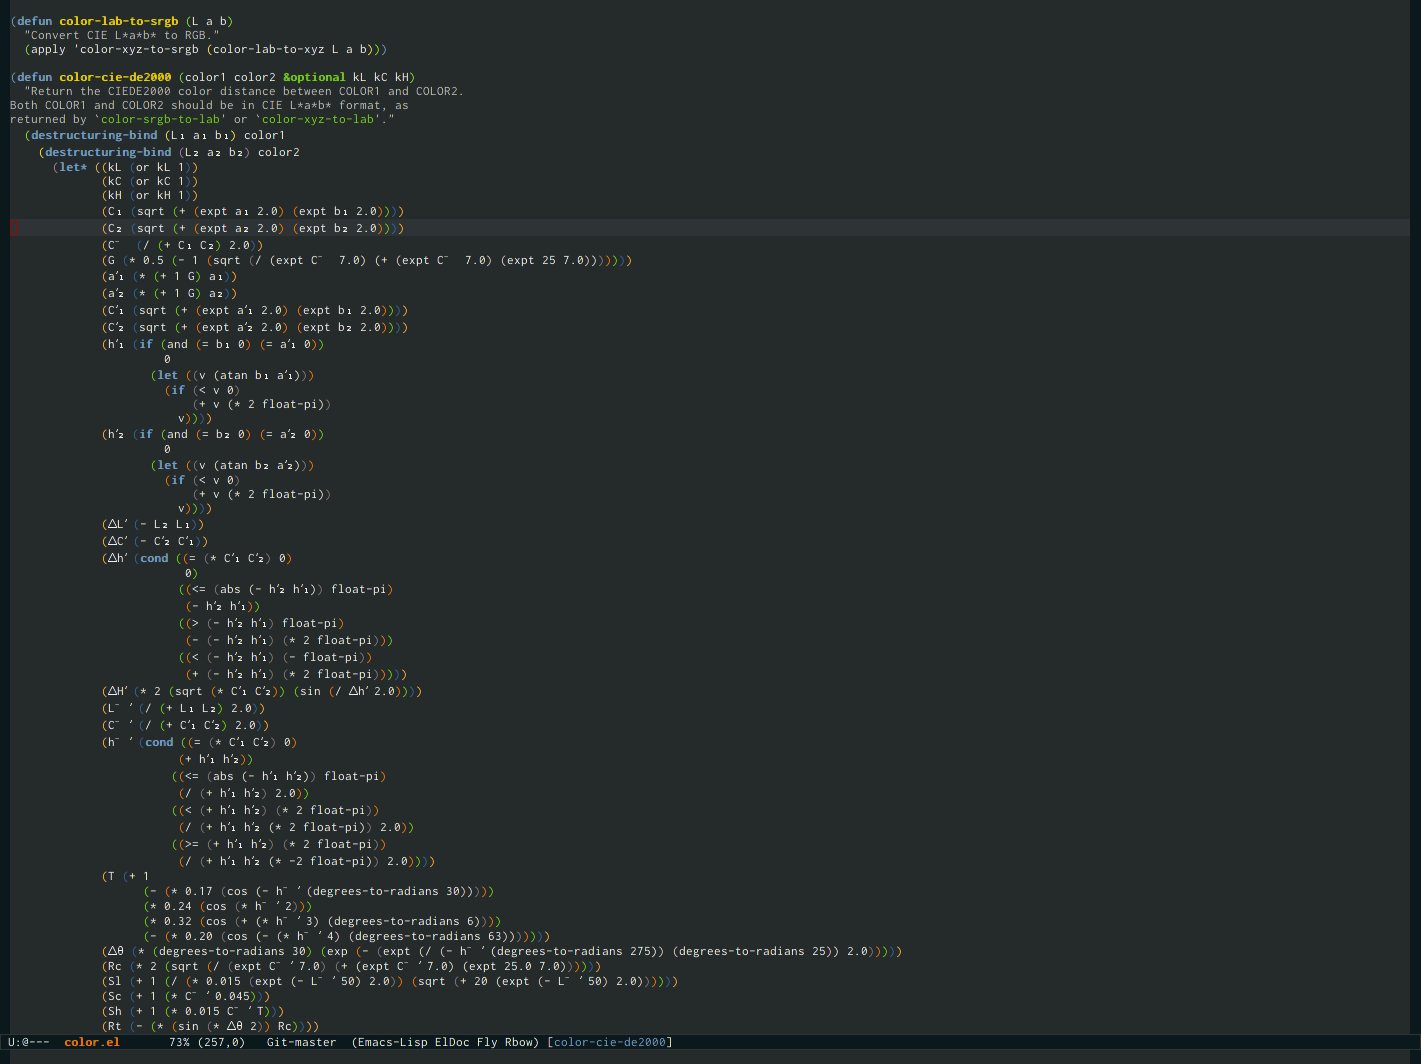 (defun color-lab-to-srgb (L a b)
  "Convert CIE L*a*b* to RGB."
  (apply 'color-xyz-to-srgb (color-lab-to-xyz L a b)))

(defun color-cie-de2000 (color1 color2 &optional kL kC kH)
  "Return the CIEDE2000 color distance between COLOR1 and COLOR2.
Both COLOR1 and COLOR2 should be in CIE L*a*b* format, as
returned by `color-srgb-to-lab' or `color-xyz-to-lab'."
  (destructuring-bind (L₁ a₁ b₁) color1
    (destructuring-bind (L₂ a₂ b₂) color2
      (let* ((kL (or kL 1))
             (kC (or kC 1))
             (kH (or kH 1))
             (C₁ (sqrt (+ (expt a₁ 2.0) (expt b₁ 2.0))))
             (C₂ (sqrt (+ (expt a₂ 2.0) (expt b₂ 2.0))))
             (C¯ (/ (+ C₁ C₂) 2.0))
             (G (* 0.5 (- 1 (sqrt (/ (expt C¯ 7.0) (+ (expt C¯ 7.0) (expt 25 7.0)))))))
             (a′₁ (* (+ 1 G) a₁))
             (a′₂ (* (+ 1 G) a₂))
             (C′₁ (sqrt (+ (expt a′₁ 2.0) (expt b₁ 2.0))))
             (C′₂ (sqrt (+ (expt a′₂ 2.0) (expt b₂ 2.0))))
             (h′₁ (if (and (= b₁ 0) (= a′₁ 0))
                      0
                    (let ((v (atan b₁ a′₁)))
                      (if (< v 0)
                          (+ v (* 2 float-pi))
                        v))))
             (h′₂ (if (and (= b₂ 0) (= a′₂ 0))
                      0
                    (let ((v (atan b₂ a′₂)))
                      (if (< v 0)
                          (+ v (* 2 float-pi))
                        v))))
             (ΔL′ (- L₂ L₁))
             (ΔC′ (- C′₂ C′₁))
             (Δh′ (cond ((= (* C′₁ C′₂) 0)
                         0)
                        ((<= (abs (- h′₂ h′₁)) float-pi)
                         (- h′₂ h′₁))
                        ((> (- h′₂ h′₁) float-pi)
                         (- (- h′₂ h′₁) (* 2 float-pi)))
                        ((< (- h′₂ h′₁) (- float-pi))
                         (+ (- h′₂ h′₁) (* 2 float-pi)))))
             (ΔH′ (* 2 (sqrt (* C′₁ C′₂)) (sin (/ Δh′ 2.0))))
             (L¯′ (/ (+ L₁ L₂) 2.0))
             (C¯′ (/ (+ C′₁ C′₂) 2.0))
             (h¯′ (cond ((= (* C′₁ C′₂) 0)
                         (+ h′₁ h′₂))
                        ((<= (abs (- h′₁ h′₂)) float-pi)
                         (/ (+ h′₁ h′₂) 2.0))
                        ((< (+ h′₁ h′₂) (* 2 float-pi))
                         (/ (+ h′₁ h′₂ (* 2 float-pi)) 2.0))
                        ((>= (+ h′₁ h′₂) (* 2 float-pi))
                         (/ (+ h′₁ h′₂ (* -2 float-pi)) 2.0))))
             (T (+ 1
                   (- (* 0.17 (cos (- h¯′ (degrees-to-radians 30)))))
                   (* 0.24 (cos (* h¯′ 2)))
                   (* 0.32 (cos (+ (* h¯′ 3) (degrees-to-radians 6))))
                   (- (* 0.20 (cos (- (* h¯′ 4) (degrees-to-radians 63)))))))
             (Δθ (* (degrees-to-radians 30) (exp (- (expt (/ (- h¯′ (degrees-to-radians 275)) (degrees-to-radians 25)) 2.0)))))
             (Rc (* 2 (sqrt (/ (expt C¯′ 7.0) (+ (expt C¯′ 7.0) (expt 25.0 7.0))))))
             (Sl (+ 1 (/ (* 0.015 (expt (- L¯′ 50) 2.0)) (sqrt (+ 20 (expt (- L¯′ 50) 2.0))))))
             (Sc (+ 1 (* C¯′ 0.045)))
             (Sh (+ 1 (* 0.015 C¯′ T)))
             (Rt (- (* (sin (* Δθ 2)) Rc))))
U:@--- color.el 73% (257,0) Git-master (Emacs-Lisp ElDoc Fly Rbow) [color-cie-de2000]